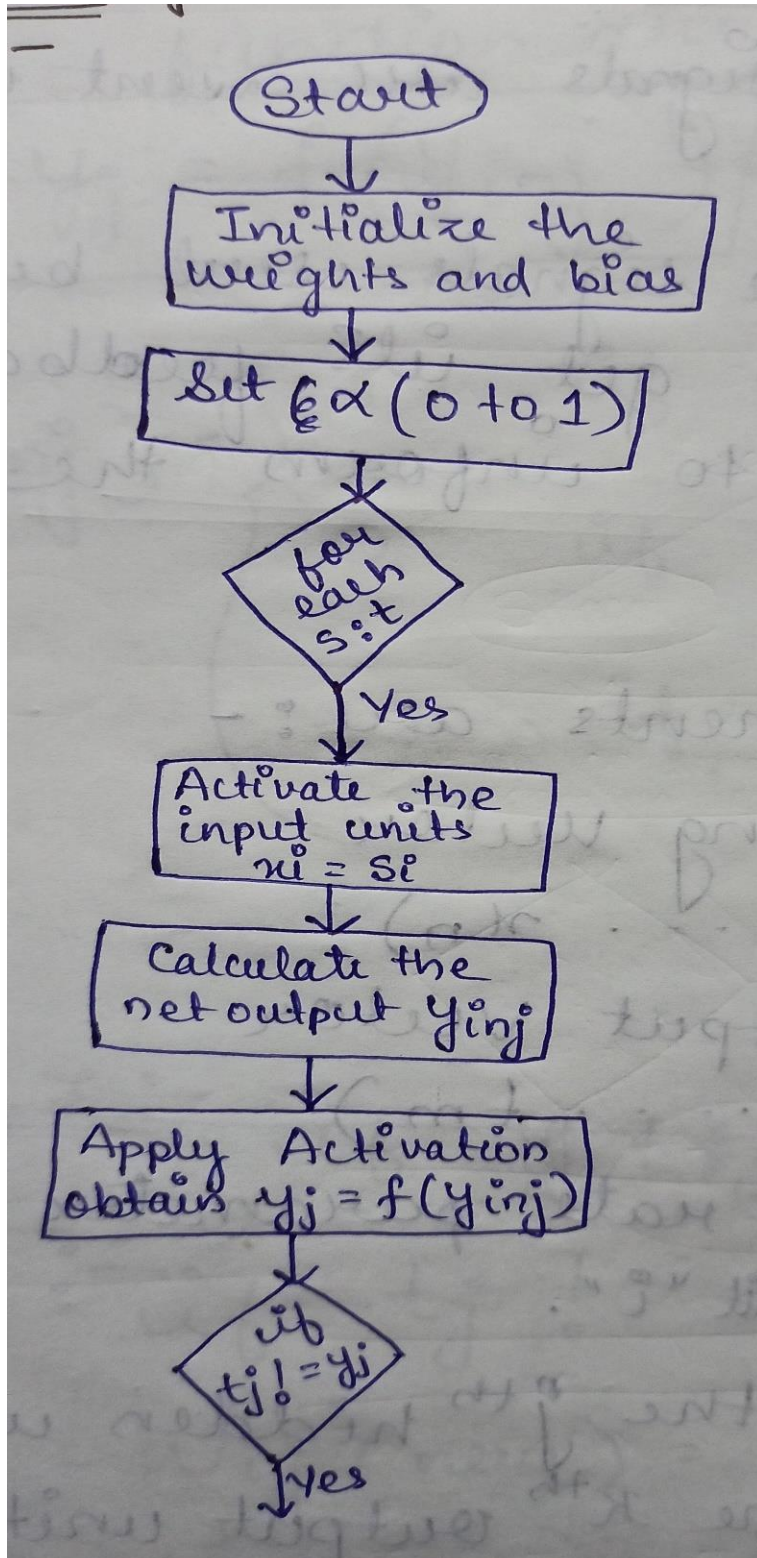 Start
Initialize the
weights and bias
Set α (0 to 1)
for
each
s:t
Yes
Activate the
input units
xi = si
Calculate the
net output yinj
Apply Activation
obtain yj = f(yinj)
if
tj != yj
Yes